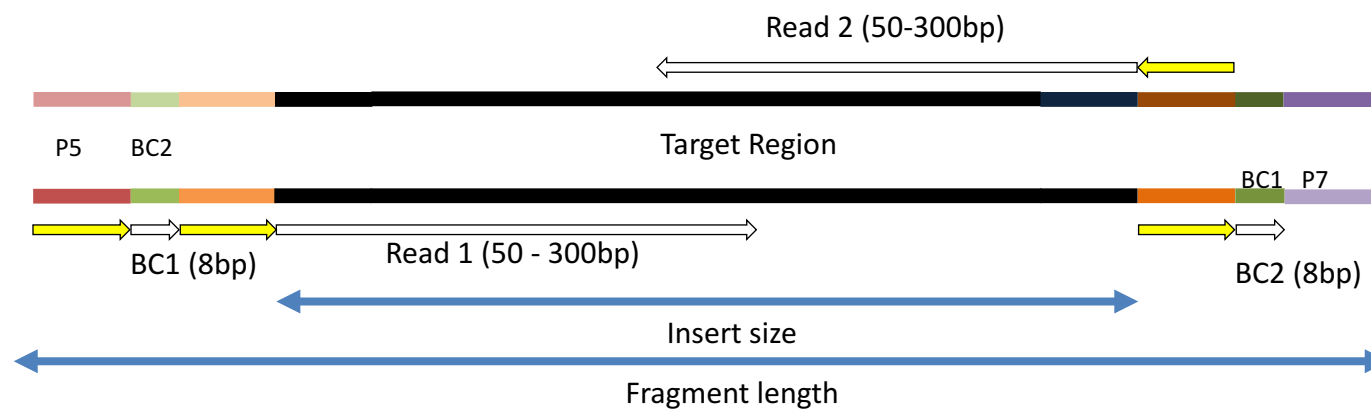 Read 2 (50-300bp)
P5
BC2
Target Region
BC1
P7
BC1 (8bp)
Read 1 (50 - 300bp)
BC2 (8bp)
Insert size
Fragment length